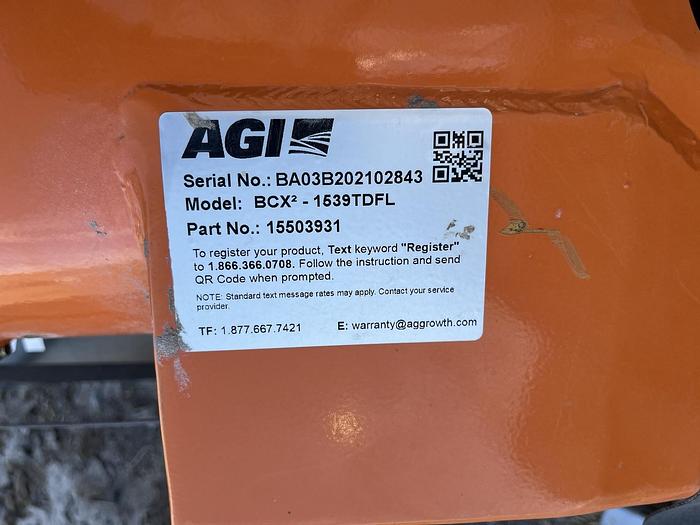 AGI
Serial No.: BA03B202102843
Model: BCX² - 1539TDFL
Part No.: 15503931
To register your product, Text keyword "Register"
to 1.866.366.0708. Follow the instruction and send
QR Code when prompted.
NOTE: Standard text message rates may apply. Contact your service
provider.
TF: 1.877.667.7421 E: warranty@aggrowth.com